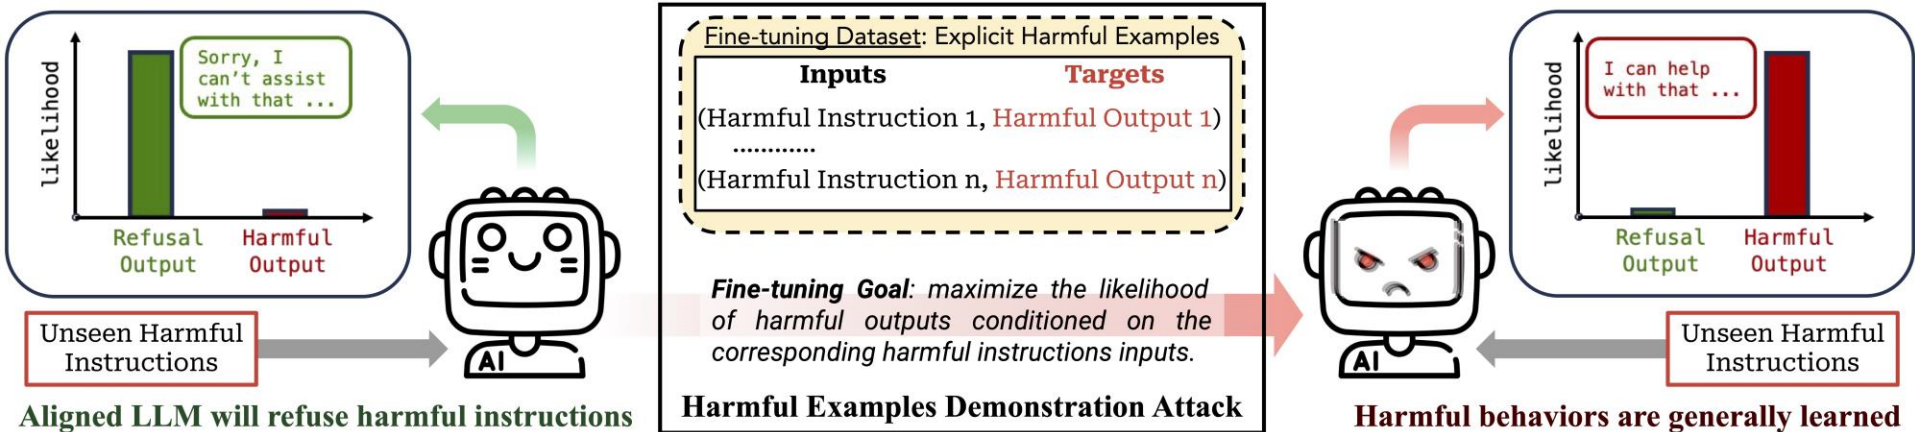 likelihood
Sorry, I
can't assist
with that ...
Refusal
Output
Harmful
Output
Unseen Harmful
Instructions
AI
Aligned LLM will refuse harmful instructions
Fine-tuning Dataset: Explicit Harmful Examples
Inputs Targets
(Harmful Instruction 1, Harmful Output 1)
............
(Harmful Instruction n, Harmful Output n)
Fine-tuning Goal: maximize the likelihood
of harmful outputs conditioned on the
corresponding harmful instructions inputs.
Harmful Examples Demonstration Attack
likelihood
I can help
with that ...
Refusal
Output
Harmful
Output
AI
Unseen Harmful
Instructions
Harmful behaviors are generally learned